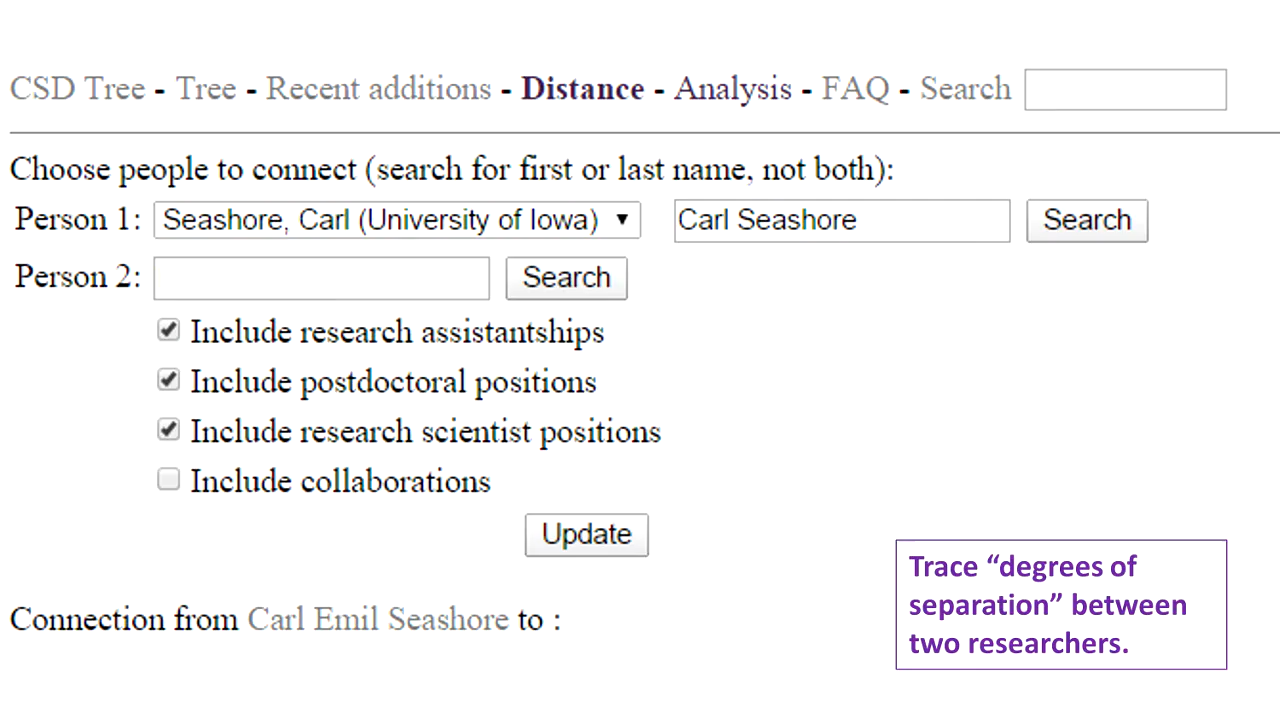 CSD Tree - Tree - Recent additions - Distance - Analysis - FAQ - Search
Choose people to connect (search for first or last name, not both):
Person 1: Seashore, Carl (University of Iowa) ▼ Carl Seashore Search
Person 2: Search
Include research assistantships
Include postdoctoral positions
Include research scientist positions
Include collaborations
Update
Connection from Carl Emil Seashore to :
Trace “degrees of
separation” between
two researchers.